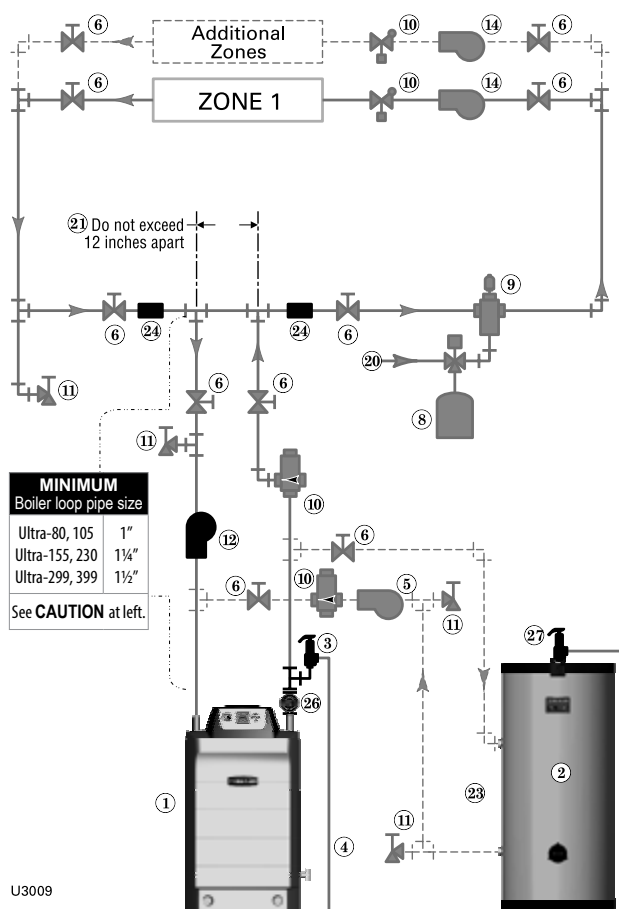 6
10
14
6
Additional
Zones
6
10
14
6
ZONE 1
21 Do not exceed
12 inches apart
9
6
24
24
6
20
11
6
6
8
11
MINIMUM
Boiler loop pipe size
Ultra-80, 105 1”
Ultra-155, 230 1¼”
Ultra-299, 399 1½”
See CAUTION at left.
10
12
6
6
10
5
11
3
27
26
1
2
23
11
4
U3009